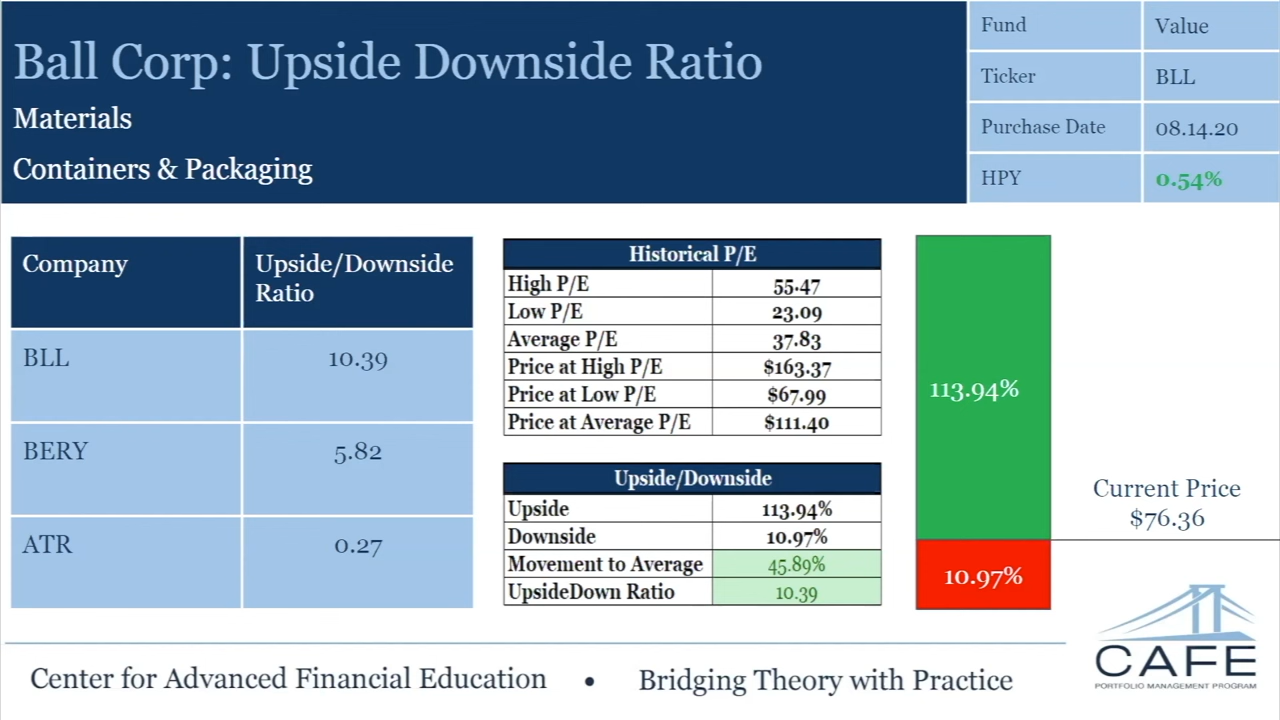 Ball Corp: Upside Downside Ratio
Materials
Containers & Packaging
Fund Value
Ticker BLL
Purchase Date 08.14.20
HPY 0.54%
Company Upside/Downside
Ratio
BLL 10.39
BERY 5.82
ATR 0.27
Historical P/E
High P/E 55.47
Low P/E 23.09
Average P/E 37.83
Price at High P/E $163.37
Price at Low P/E $67.99
Price at Average P/E $111.40
Upside/Downside
Upside 113.94%
Downside 10.97%
Movement to Average 45.89%
UpsideDown Ratio 10.39
113.94%
10.97%
Current Price
$76.36
Center for Advanced Financial Education • Bridging Theory with Practice
CAFE
PORTFOLIO MANAGEMENT PROGRAM